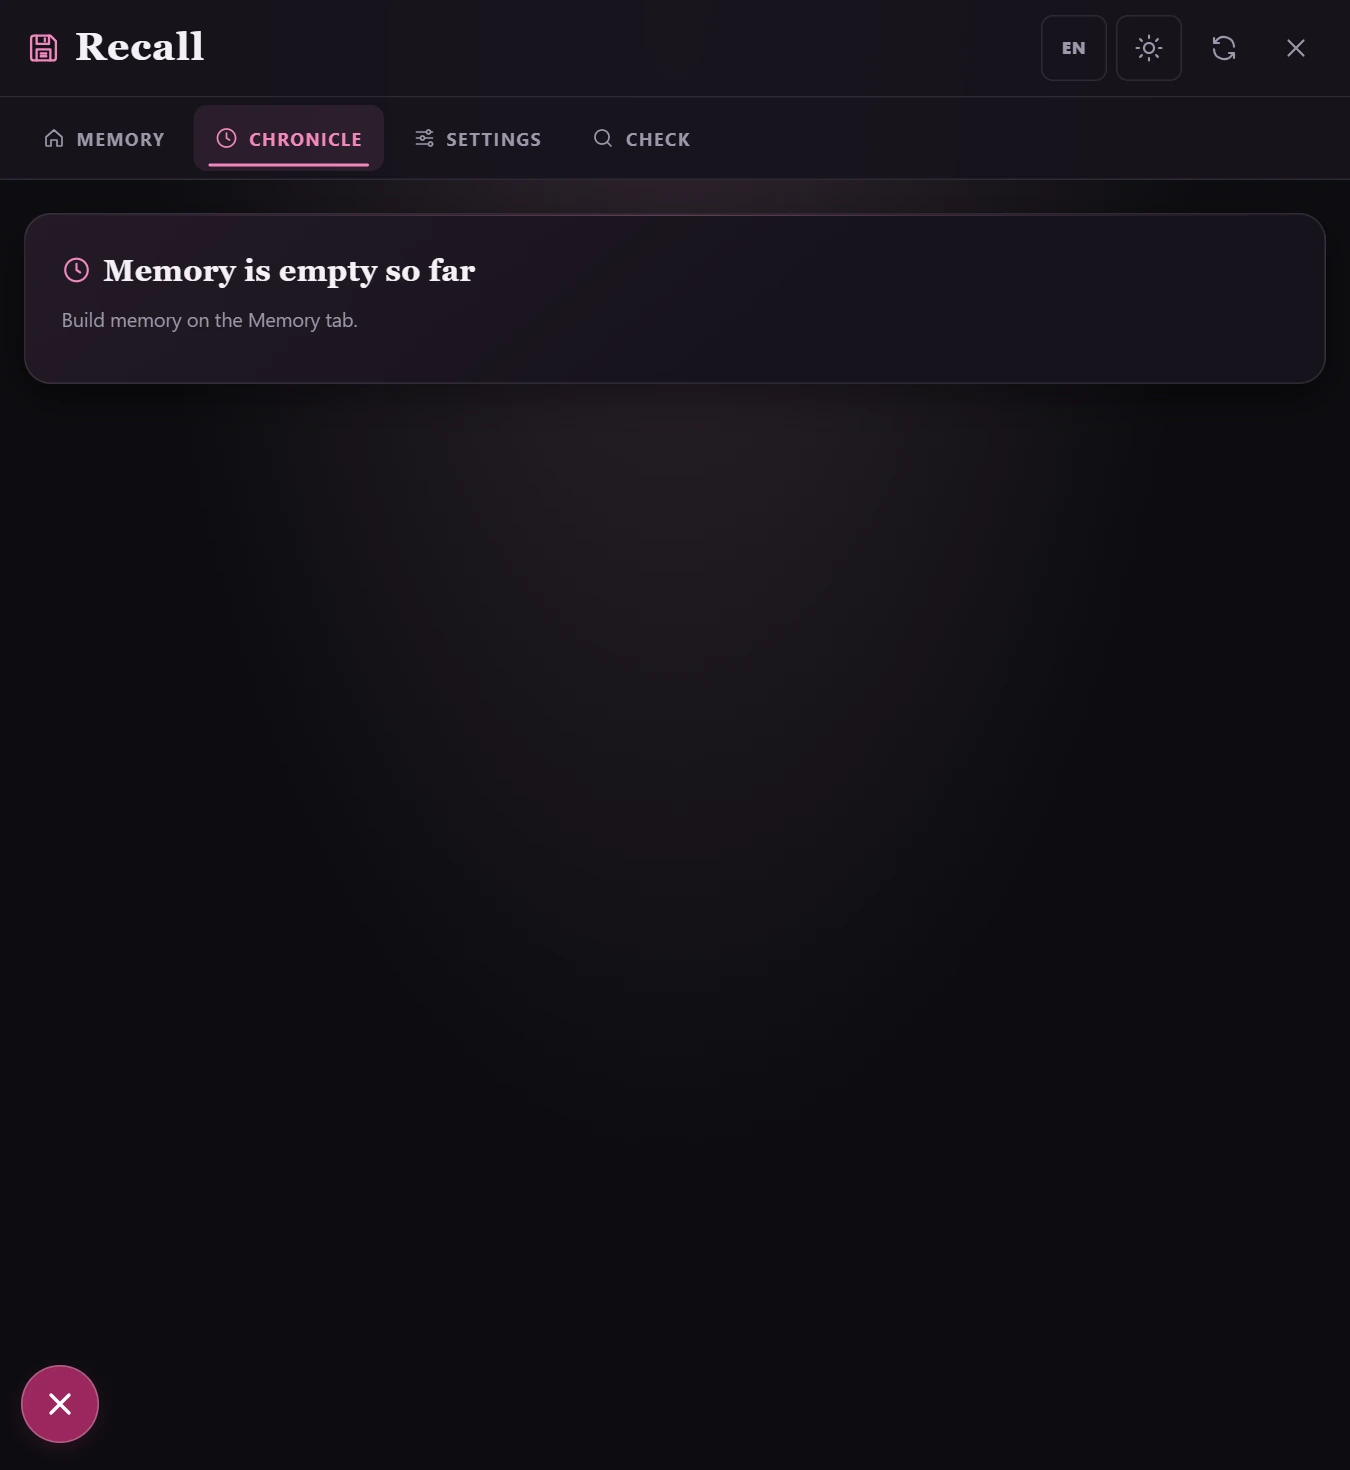 Recall
EN
MEMORY
CHRONICLE
SETTINGS
CHECK
Memory is empty so far
Build memory on the Memory tab.